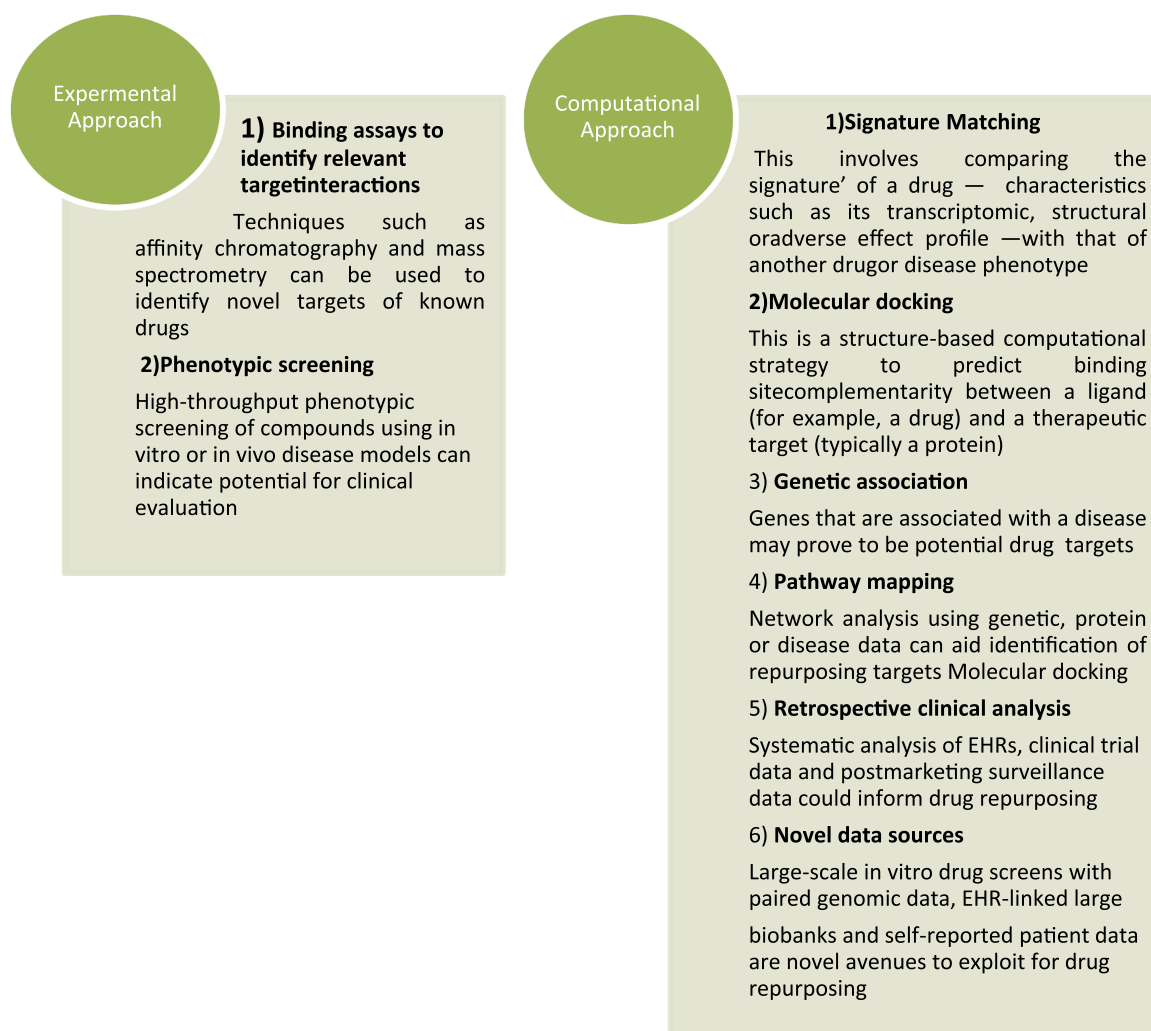 Expermental
Approach
1) Binding assays to
identify relevant
targetinteractions
Techniques such as
affinity chromatography and mass
spectrometry can be used to
identify novel targets of known
drugs
2)Phenotypic screening
High-throughput phenotypic
screening of compounds using in
vitro or in vivo disease models can
indicate potential for clinical
evaluation
Computational
Approach
1)Signature Matching
This involves comparing the
signature’ of a drug — characteristics
such as its transcriptomic, structural
oradverse effect profile —with that of
another drugor disease phenotype
2)Molecular docking
This is a structure-based computational
strategy to predict binding
sitecomplementarity between a ligand
(for example, a drug) and a therapeutic
target (typically a protein)
3) Genetic association
Genes that are associated with a disease
may prove to be potential drug targets
4) Pathway mapping
Network analysis using genetic, protein
or disease data can aid identification of
repurposing targets Molecular docking
5) Retrospective clinical analysis
Systematic analysis of EHRs, clinical trial
data and postmarketing surveillance
data could inform drug repurposing
6) Novel data sources
Large-scale in vitro drug screens with
paired genomic data, EHR-linked large
biobanks and self-reported patient data
are novel avenues to exploit for drug
repurposing